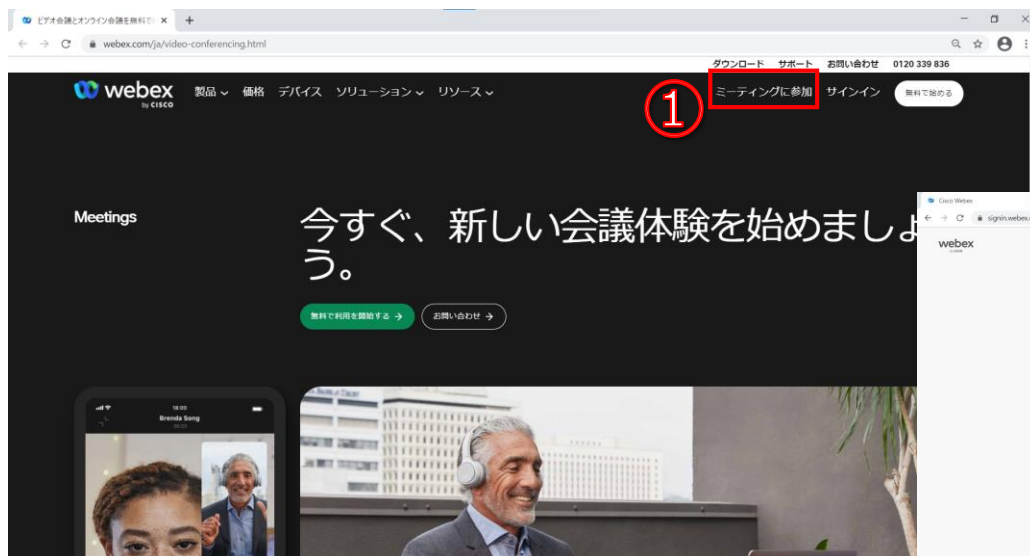 ビデオ会議とオンライン会議を無料で
webex.com/ja/video-conferencing.html
ダウンロード サポート お問い合わせ 0120 339 836
webex 製品 価格 デバイス ソリューション リソース ① ミーティングに参加 サインイン 無料で始める
by CISCO
Meetings
今すぐ、新しい会議体験を始めましょ
う。
無料で利用を開始する → お問い合わせ →
18:00
Brenda Song
Cisco Webex
signin.webex
webex